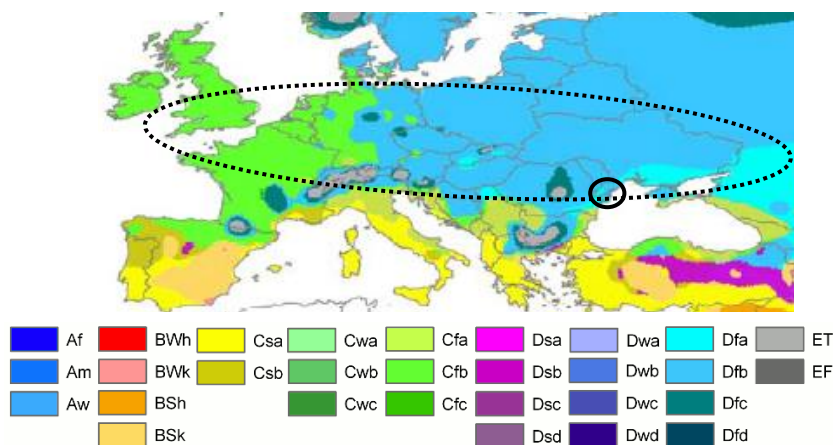 Af BWh Csa Cwa Cfa Dsa Dwa Dfa ET
Am BWk Csb Cwb Cfb Dsb Dwb Dfb EF
Aw BSh Cwc Cfc Dsc Dwc Dfc
BSk Dsd Dwd Dfd